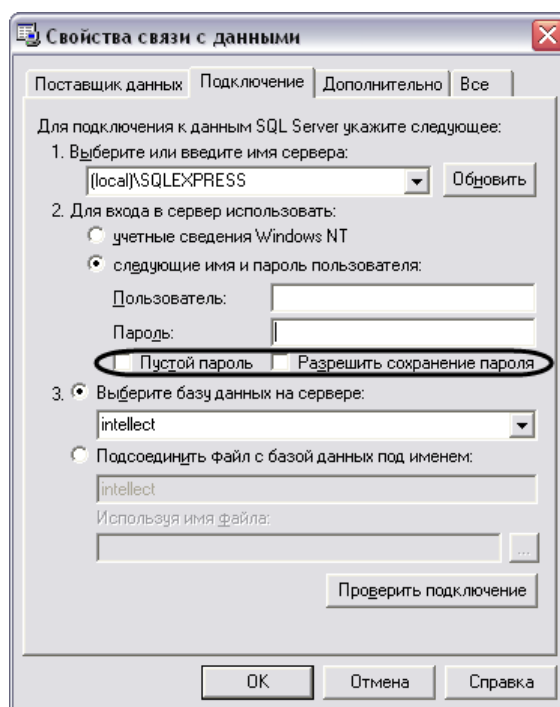 Свойства связи с данными
Поставщик данных Подключение Дополнительно Все
Для подключения к данным SQL Server укажите следующее:
1. Выберите или введите имя сервера:
(local)\SQLEXPRESS Обновить
2. Для входа в сервер использовать:
учетные сведения Windows NT
следующие имя и пароль пользователя:
Пользователь:
Пароль:
Пустой пароль Разрешить сохранение пароля
3. Выберите базу данных на сервере:
intellect
Подсоединить файл с базой данных под именем:
intellect
Используя имя файла:
...
Проверить подключение
OK Отмена Справка